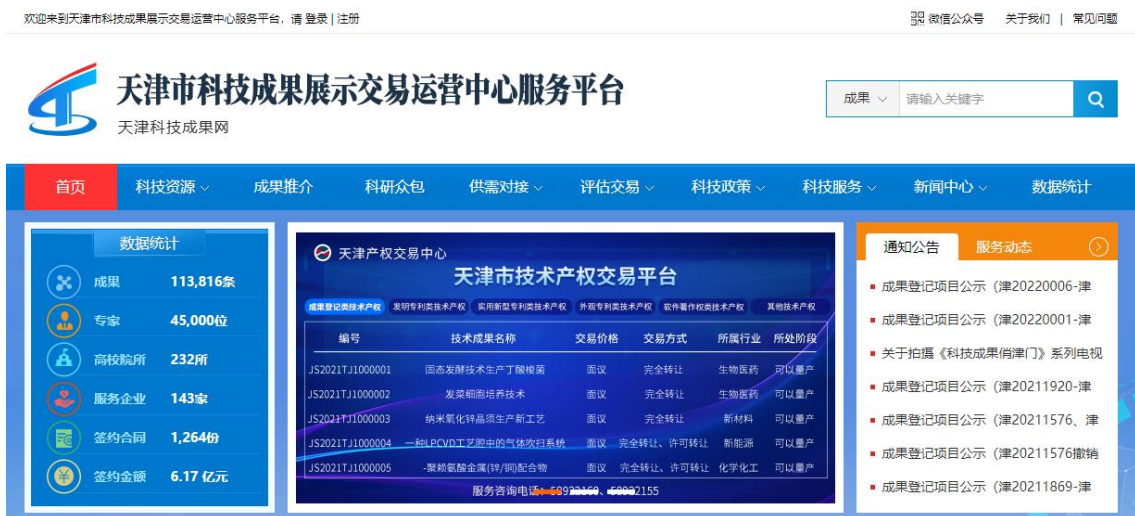 欢迎来到天津市科技成果展示交易运营中心服务平台，请 登录 | 注册
微信公众号 关于我们 | 常见问题
天津市科技成果展示交易运营中心服务平台
天津科技成果网
成果 请输入关键字
首页 科技资源 成果推介 科研众包 供需对接 评估交易 科技政策 科技服务 新闻中心 数据统计
数据统计
成果 113,816条
专家 45,000位
高校院所 232所
服务企业 143家
签约合同 1,264份
签约金额 6.17 亿元
天津产权交易中心
天津市技术产权交易平台
成果登记类技术产权 发明专利类技术产权 实用新型专利类技术产权 外观专利类技术产权 软件著作权类技术产权 其他技术产权
编号 技术成果名称 交易价格 交易方式 所属行业 所处阶段
JS2021TJ1000001 固态发酵技术生产丁酸梭菌 面议 完全转让 生物医药 可以量产
JS2021TJ1000002 发菜细胞培养技术 面议 完全转让 生物医药 可以量产
JS2021TJ1000003 纳米氧化锌晶须生产新工艺 面议 完全转让 新材料 可以量产
JS2021TJ1000004 一种LPCVD工艺腔中的气体吹扫系统 面议 完全转让、许可转让 新能源 可以量产
JS2021TJ1000005 -聚赖氨酸金属(锌/铜)配合物 面议 完全转让、许可转让 化学化工 可以量产
服务咨询电话
通知公告 服务动态
成果登记项目公示（津20220006-津
成果登记项目公示（津20220001-津
关于拍摄《科技成果俏津门》系列电视
成果登记项目公示（津20211920-津
成果登记项目公示（津20211576、津
成果登记项目公示（津20211576撤销
成果登记项目公示（津20211869-津